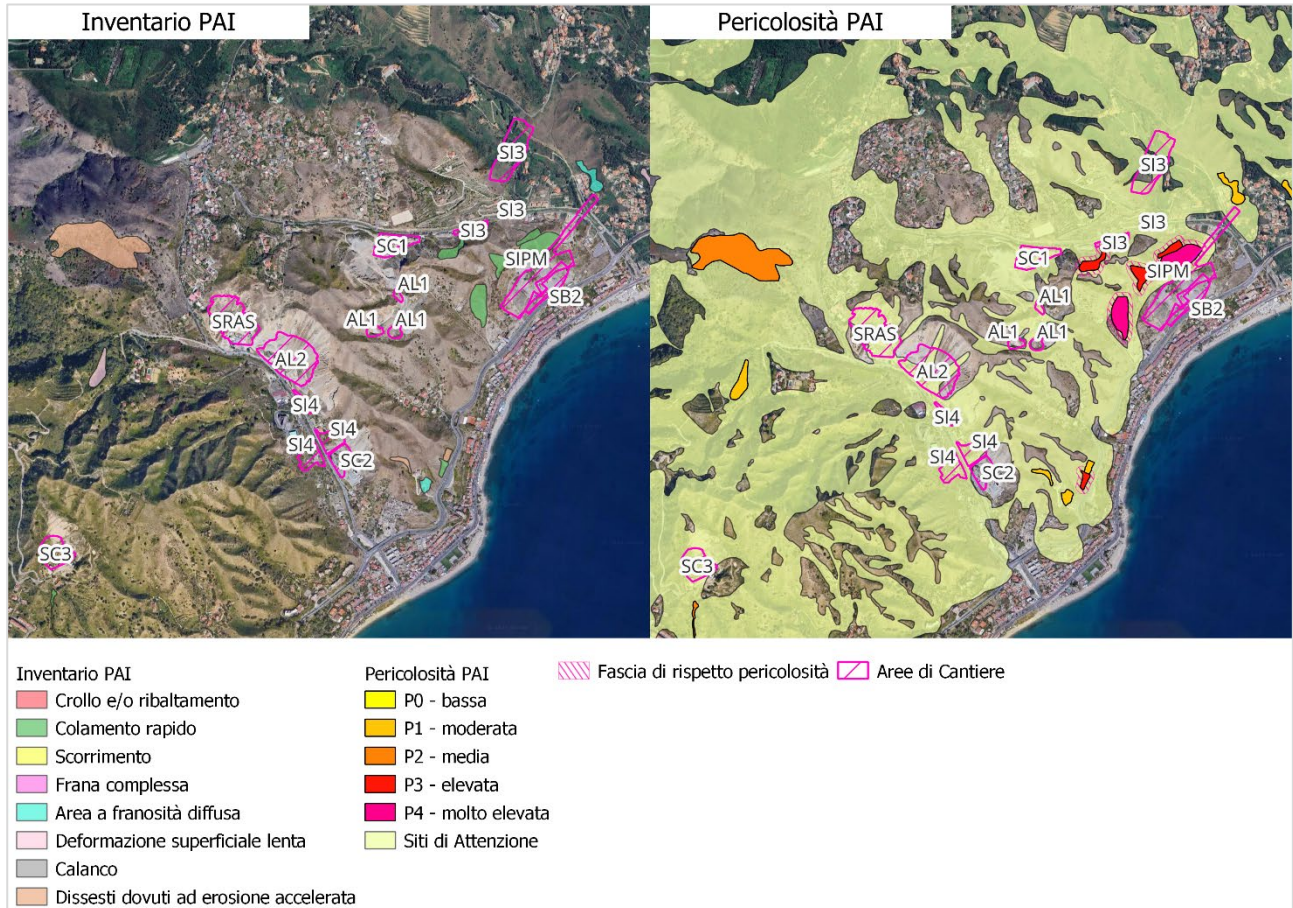 Inventario PAI
Pericolosità PAI
SI3
SI3
SC1
SI3
SIPM
AL1
SB2
SRAS
AL1
AL1
AL2
SI4
SI4
SI4
SC2
SC3
SI3
SI3
SI3
SC1
SIPM
AL1
SB2
SRAS
AL1
AL1
AL2
SI4
SI4
SI4
SC2
SC3
Inventario PAI
Crollo e/o ribaltamento
Colamento rapido
Scorrimento
Frana complessa
Area a franosità diffusa
Deformazione superficiale lenta
Calanco
Dissesti dovuti ad erosione accelerata
Pericolosità PAI
P0 - bassa
P1 - moderata
P2 - media
P3 - elevata
P4 - molto elevata
Siti di Attenzione
Fascia di rispetto pericolosità
Aree di Cantiere